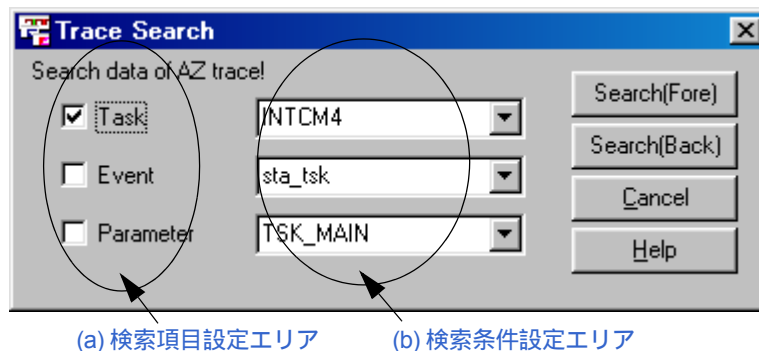 Trace Search
Search data of AZ trace!
Task
INTCM4
Search(Fore)
Search(Back)
Event
sta_tsk
Cancel
Parameter
TSK_MAIN
Help
(a) 検索項目設定エリア
(b) 検索条件設定エリア